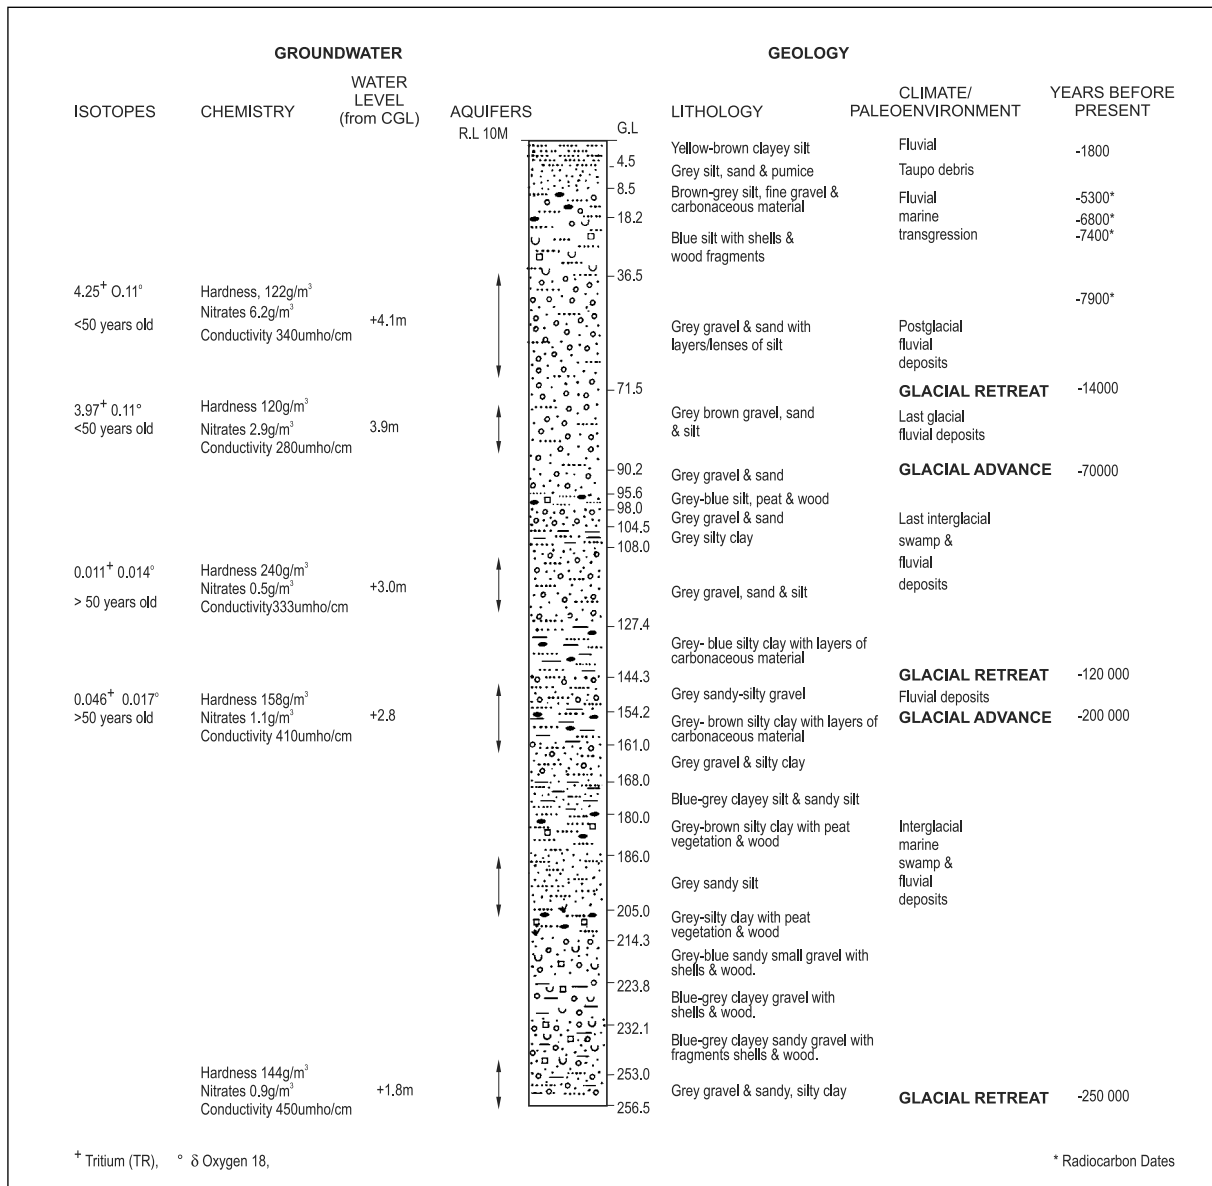 GROUNDWATER
GEOLOGY
ISOTOPES
CHEMISTRY
WATER
LEVEL
(from CGL)
AQUIFERS
R.L 10M
G.L
LITHOLOGY
CLIMATE/
PALEOENVIRONMENT
YEARS BEFORE
PRESENT
Yellow-brown clayey silt
Fluvial
-1800
4.5
Grey silt, sand & pumice
Taupo debris
8.5
Brown-grey silt, fine gravel &
carbonaceous material
Fluvial
-5300*
18.2
marine
-6800*
transgression
-7400*
Blue silt with shells &
wood fragments
36.5
4.25+ O.11°
<50 years old
Hardness, 122g/m³
Nitrates 6.2g/m³
Conductivity 340umho/cm
+4.1m
-7900*
Grey gravel & sand with
layers/lenses of silt
Postglacial
fluvial
deposits
71.5
GLACIAL RETREAT
-14000
3.97+ 0.11°
<50 years old
Hardness 120g/m³
Nitrates 2.9g/m³
Conductivity 280umho/cm
3.9m
Grey brown gravel, sand
& silt
Last glacial
fluvial deposits
90.2
Grey gravel & sand
GLACIAL ADVANCE
-70000
95.6
Grey-blue silt, peat & wood
98.0
Grey gravel & sand
Last interglacial
104.5
Grey silty clay
swamp &
108.0
fluvial
deposits
0.011+ 0.014°
> 50 years old
Hardness 240g/m³
Nitrates 0.5g/m³
Conductivity333umho/cm
+3.0m
Grey gravel, sand & silt
127.4
Grey- blue silty clay with layers of
carbonaceous material
144.3
GLACIAL RETREAT
-120 000
0.046+ 0.017°
>50 years old
Hardness 158g/m³
Nitrates 1.1g/m³
Conductivity 410umho/cm
+2.8
Grey sandy-silty gravel
Fluvial deposits
154.2
GLACIAL ADVANCE
-200 000
Grey- brown silty clay with layers of
carbonaceous material
161.0
Grey gravel & silty clay
168.0
Blue-grey clayey silt & sandy silt
180.0
Grey-brown silty clay with peat
vegetation & wood
Interglacial
marine
swamp &
fluvial
deposits
186.0
Grey sandy silt
205.0
Grey-silty clay with peat
vegetation & wood
214.3
Grey-blue sandy small gravel with
shells & wood.
223.8
Blue-grey clayey gravel with
shells & wood.
232.1
Blue-grey clayey sandy gravel with
fragments shells & wood.
253.0
Hardness 144g/m³
Nitrates 0.9g/m³
Conductivity 450umho/cm
+1.8m
Grey gravel & sandy, silty clay
GLACIAL RETREAT
-250 000
256.5
+ Tritium (TR), ° δ Oxygen 18,
* Radiocarbon Dates